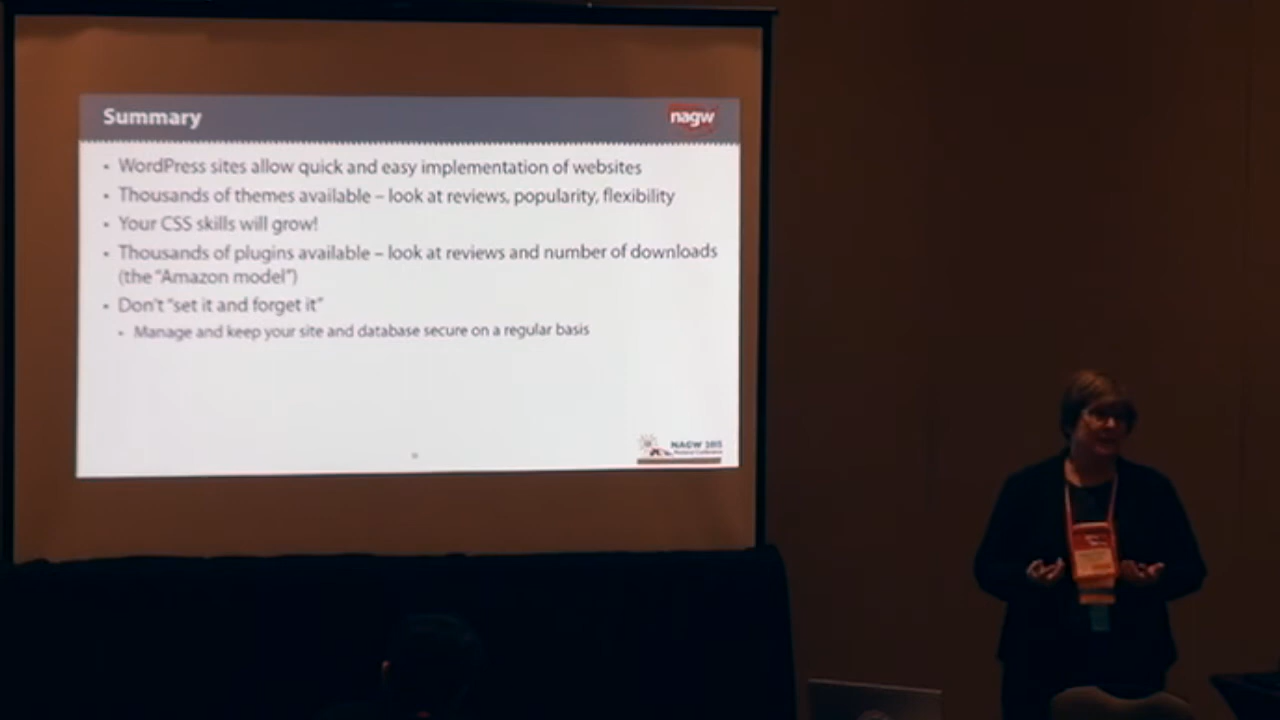 Summary
nagw
• WordPress sites allow quick and easy implementation of websites
• Thousands of themes available – look at reviews, popularity, flexibility
• Your CSS skills will grow!
• Thousands of plugins available – look at reviews and number of downloads
(the "Amazon model")
• Don't "set it and forget it"
• Manage and keep your site and database secure on a regular basis
NAGW